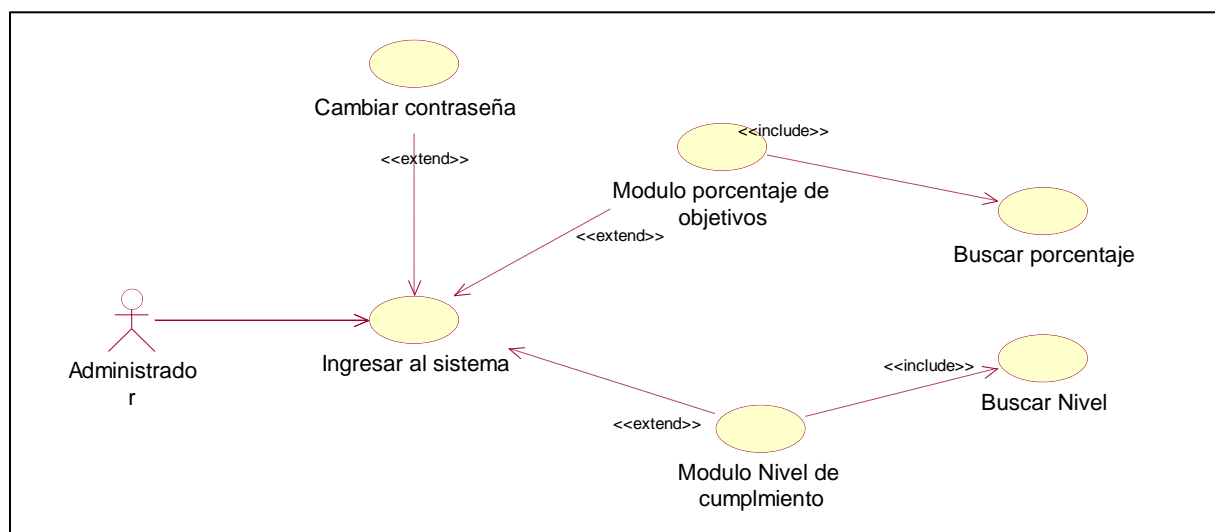 Cambiar contraseña
<<extend>>
<<include>>
Modulo porcentaje de
objetivos
<<extend>>
Buscar porcentaje
Administrado
r
Ingresar al sistema
<<include>>
Buscar Nivel
<<extend>>
Modulo Nivel de
cumplmiento